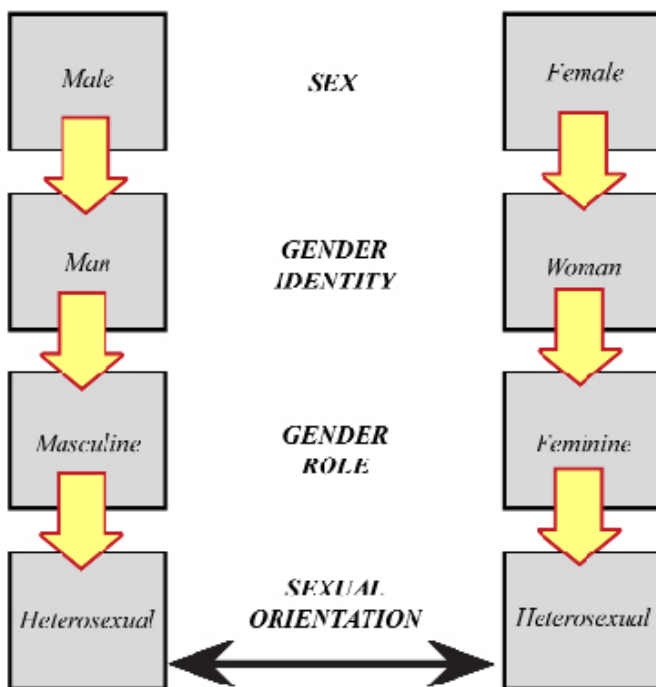 Male
SEX
Female
Man
GENDER
IDENTITY
Woman
Masculine
GENDER
ROLE
Feminine
Heterosexual
SEXUAL
ORIENTATION
Heterosexual